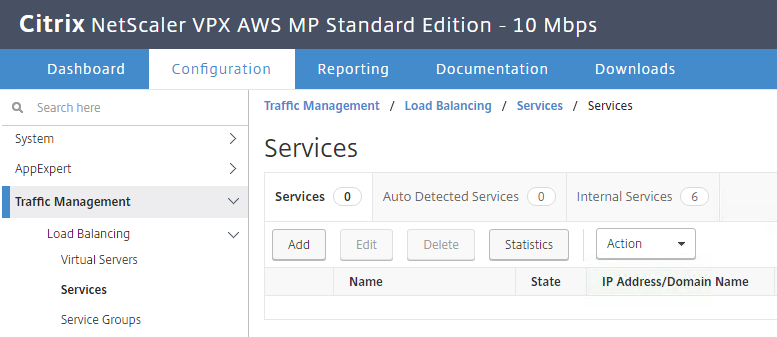 Citrix NetScaler VPX AWS MP Standard Edition - 10 Mbps
Dashboard Configuration Reporting Documentation Downloads
Search here
System
AppExpert
Traffic Management
Load Balancing
Virtual Servers
Services
Service Groups
Traffic Management / Load Balancing / Services / Services
Services
Services 0 Auto Detected Services 0 Internal Services 6
Add Edit Delete Statistics Action
Name State IP Address/Domain Name